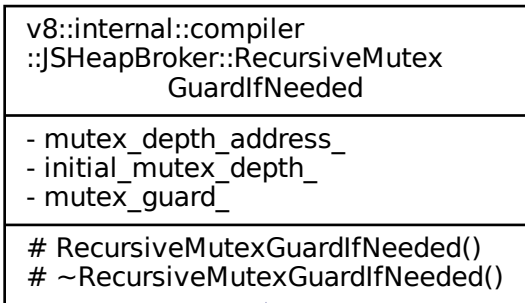 v8::internal::compiler
::JSHeapBroker::RecursiveMutex
GuardIfNeeded
- mutex_depth_address_
- initial_mutex_depth_
- mutex_guard_
# RecursiveMutexGuardIfNeeded()
# ~RecursiveMutexGuardIfNeeded()